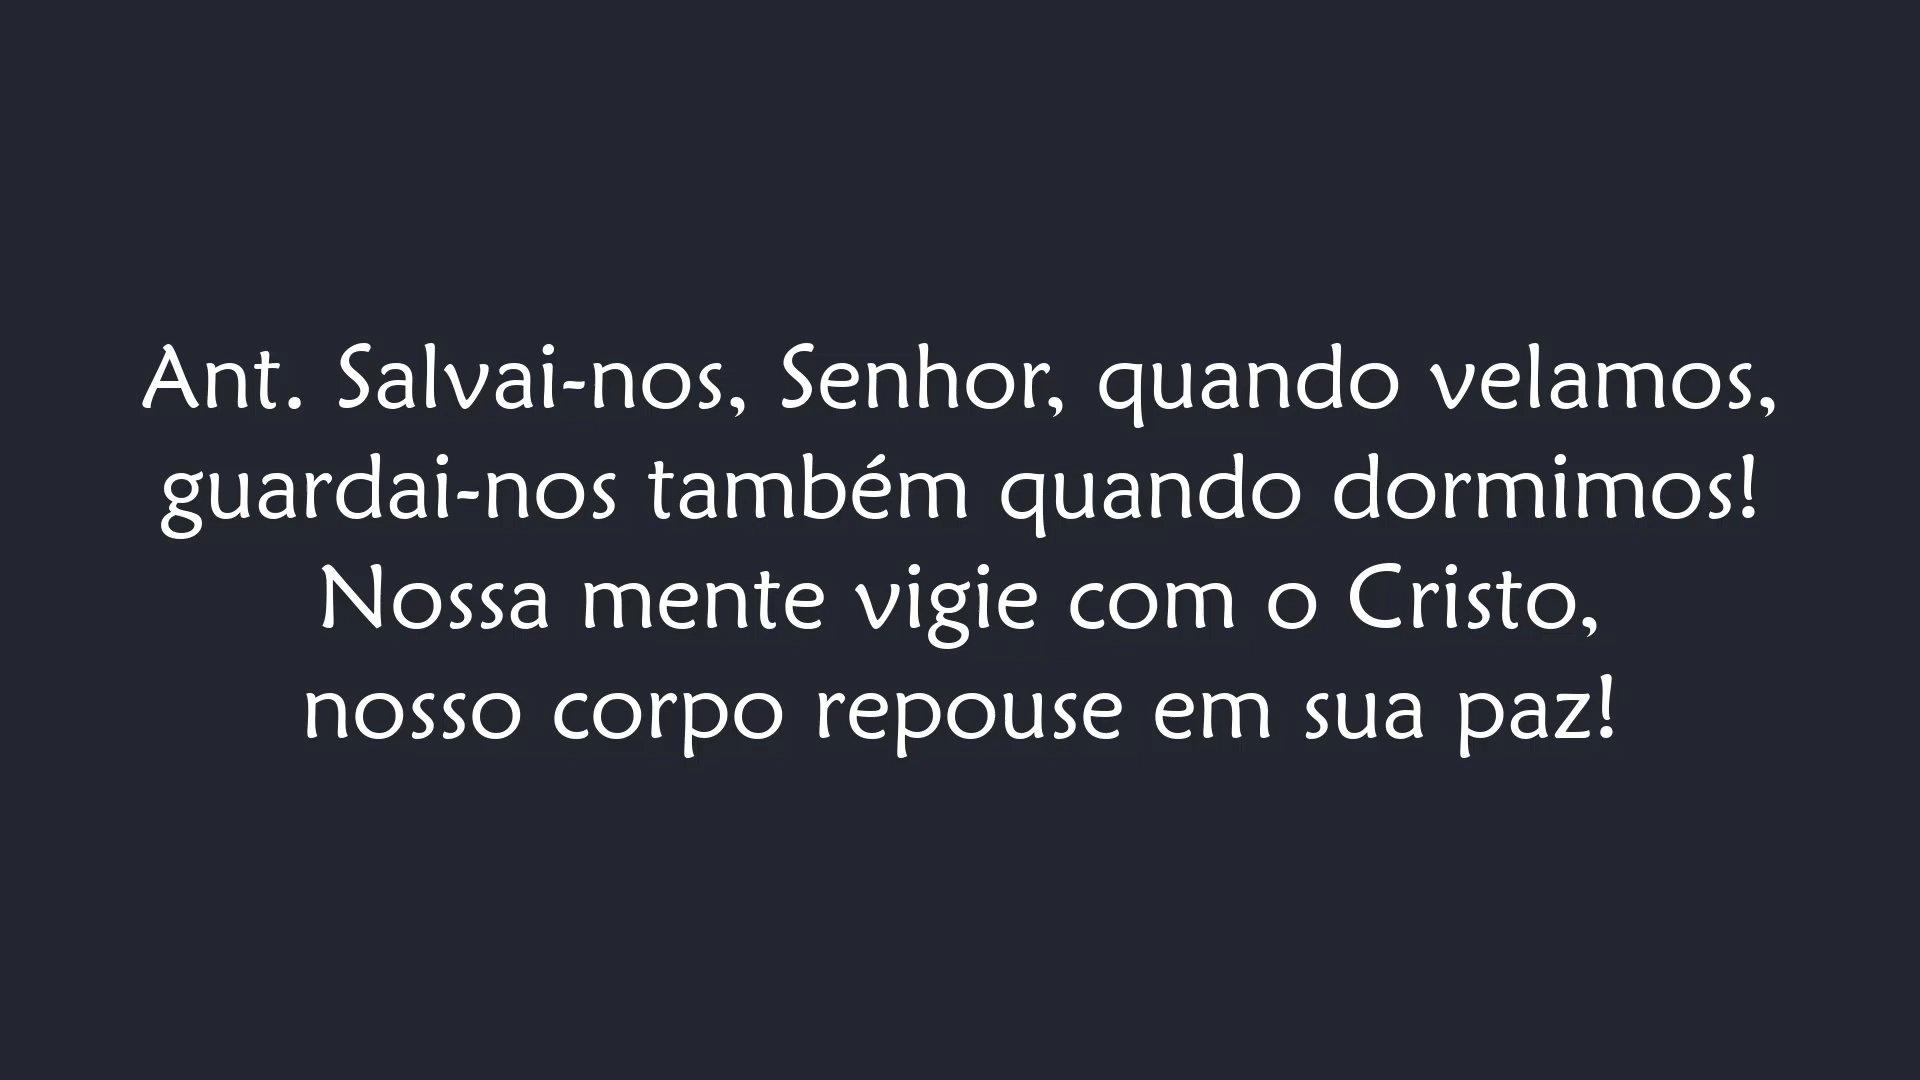 Ant. Salvai-nos, Senhor, quando velamos,
guardai-nos também quando dormimos!
Nossa mente vigie com o Cristo,
nosso corpo repouse em sua paz!